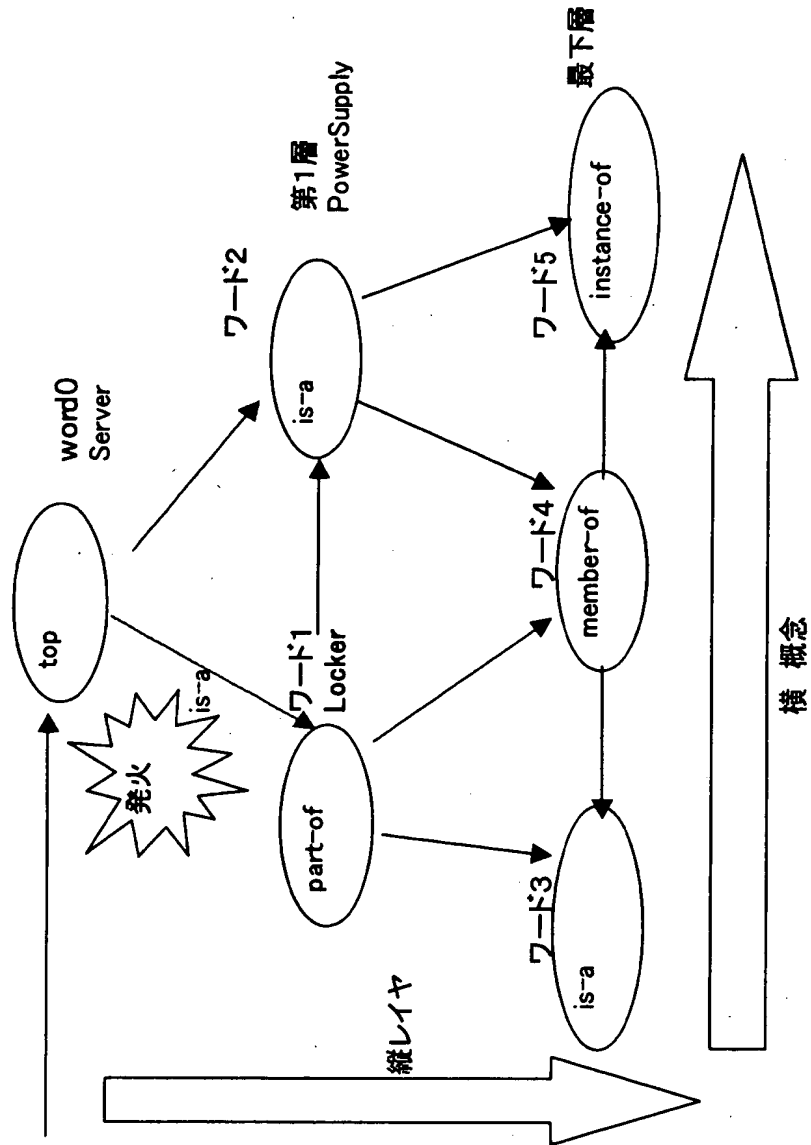 word0
Server
top
発火
is-a
ワード1
Locker
part-of
ワード2
is-a
第1層
PowerSupply
縦レイヤ
ワード3
is-a
ワード4
member-of
ワード5
instance-of
最下層
横 概念